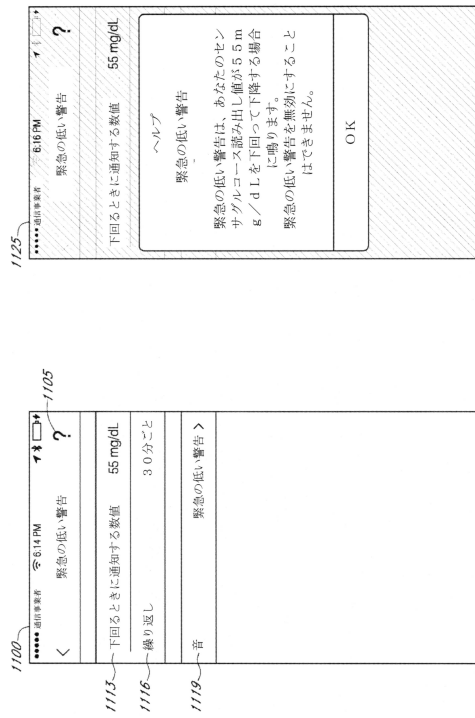 1100
●●●●● 通信事業者 6:14 PM
< 緊急の低い警告 ?
1105
1113 下回るときに通知する数値 55 mg/dL
1116 繰り返し 30分ごと
1119 音 緊急の低い警告 >
1125
●●●●● 通信事業者 6:16 PM
緊急の低い警告 ?
下回るときに通知する数値 55 mg/dL
ヘルプ
緊急の低い警告
緊急の低い警告は、あなたのセン
サグルコース読み出し値が55m
g/dLを下回って下降する場合
に鳴ります。
緊急の低い警告を無効にすること
はできません。
OK